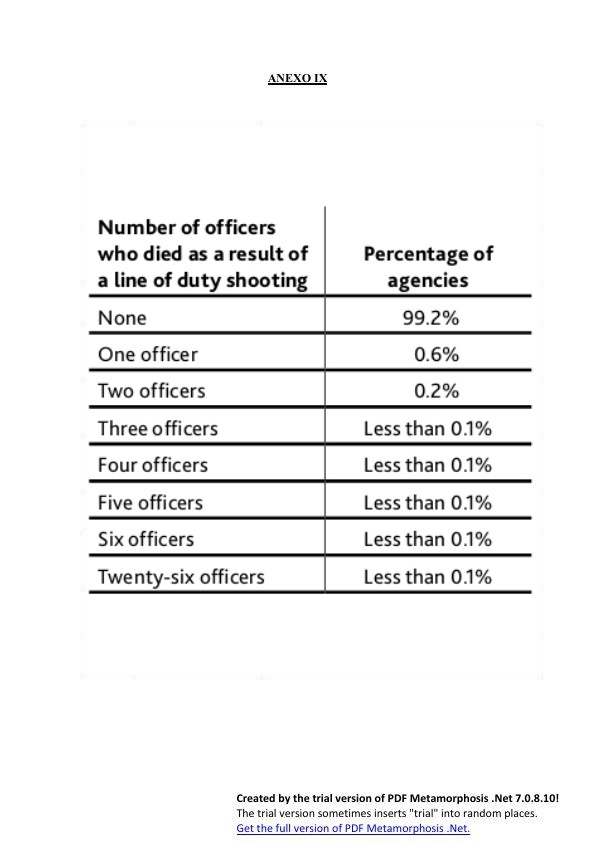 ANEXO IX
Number of officers
who died as a result of
a line of duty shooting
Percentage of
agencies
None 99.2%
One officer 0.6%
Two officers 0.2%
Three officers Less than 0.1%
Four officers Less than 0.1%
Five officers Less than 0.1%
Six officers Less than 0.1%
Twenty-six officers Less than 0.1%
Created by the trial version of PDF Metamorphosis .Net 7.0.8.10!
The trial version sometimes inserts "trial" into random places.
Get the full version of PDF Metamorphosis .Net.